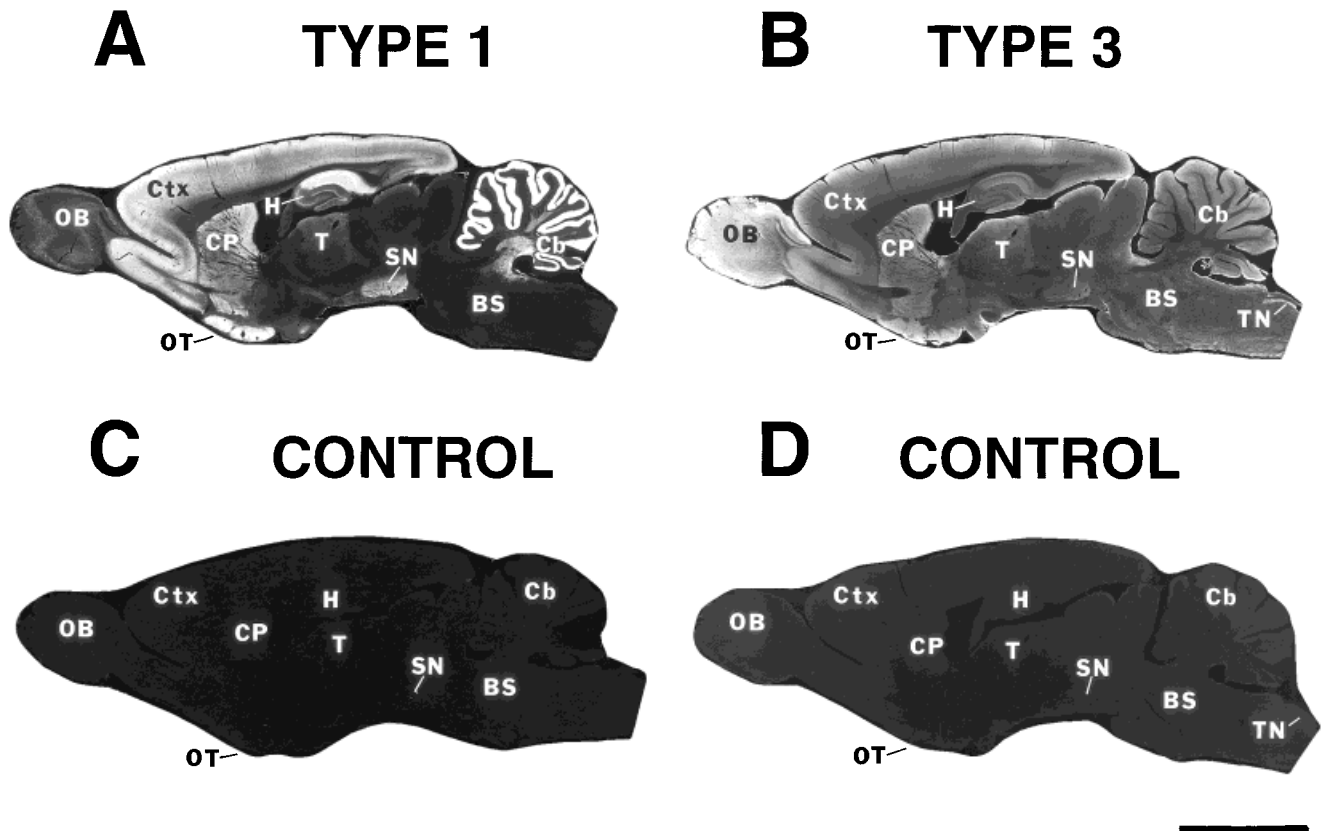 A TYPE 1
Ctx
OB
H
CP
T
SN
Cb
BS
OT
B TYPE 3
Ctx
OB
H
CP
T
SN
Cb
BS
TN
OT
C CONTROL
Ctx
H
Cb
OB
CP
T
SN
BS
OT
D CONTROL
Ctx
H
Cb
OB
CP
T
SN
BS
TN
OT